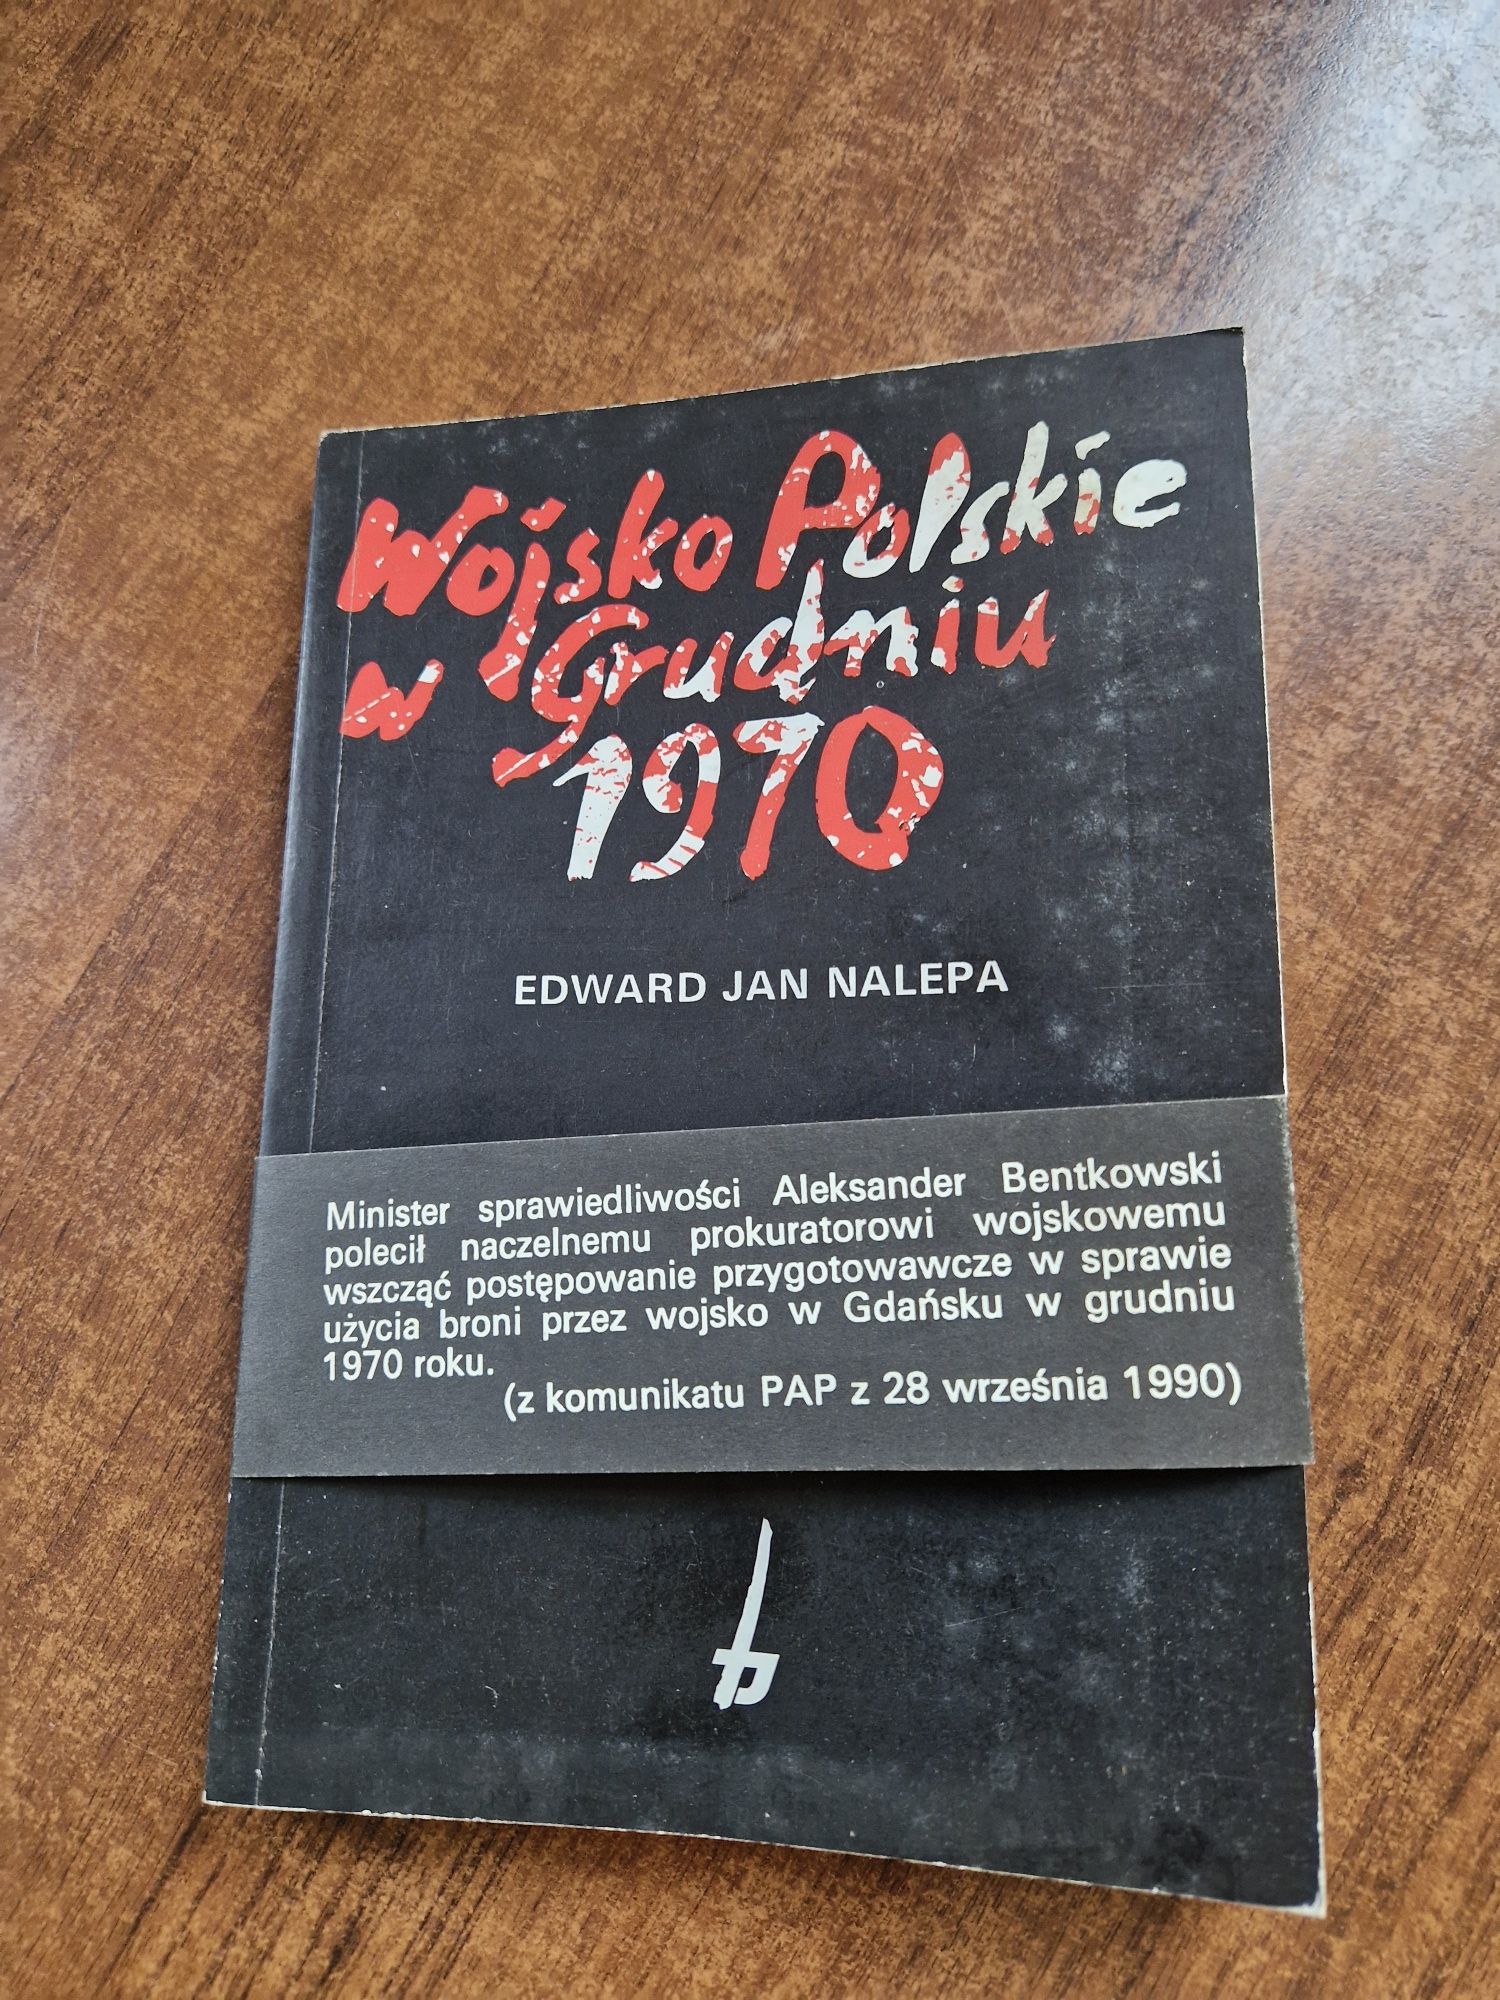 Wojsko Polskie
w Grudniu
1970
EDWARD JAN NALEPA
Minister sprawiedliwości Aleksander Bentkowski
polecił naczelnemu prokuratorowi wojskowemu
wszcząć postępowanie przygotowawcze w sprawie
użycia broni przez wojsko w Gdańsku w grudniu
1970 roku.
(z komunikatu PAP z 28 września 1990)